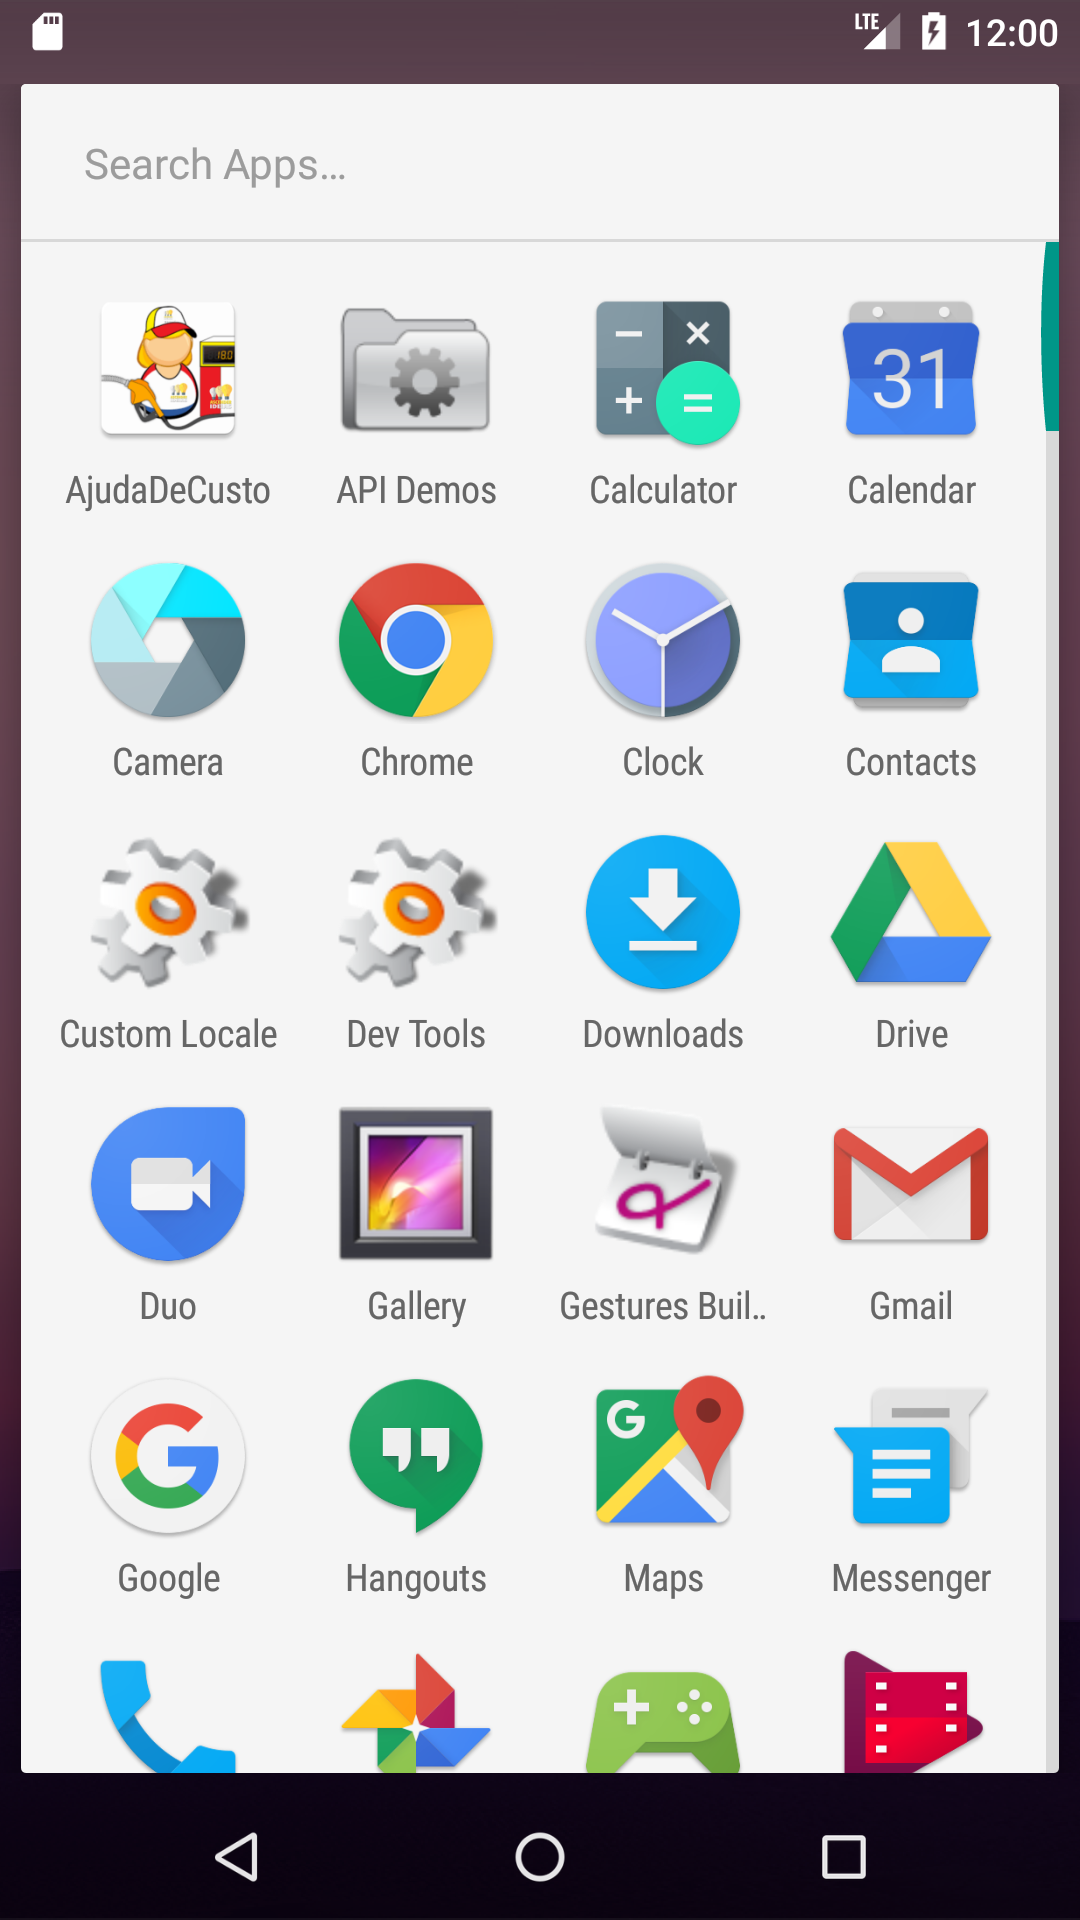 LTE 12:00
Search Apps...
31
AjudaDeCusto API Demos Calculator Calendar
Camera Chrome Clock Contacts
Custom Locale Dev Tools Downloads Drive
Duo Gallery Gestures Buil.. Gmail
Google Hangouts Maps Messenger